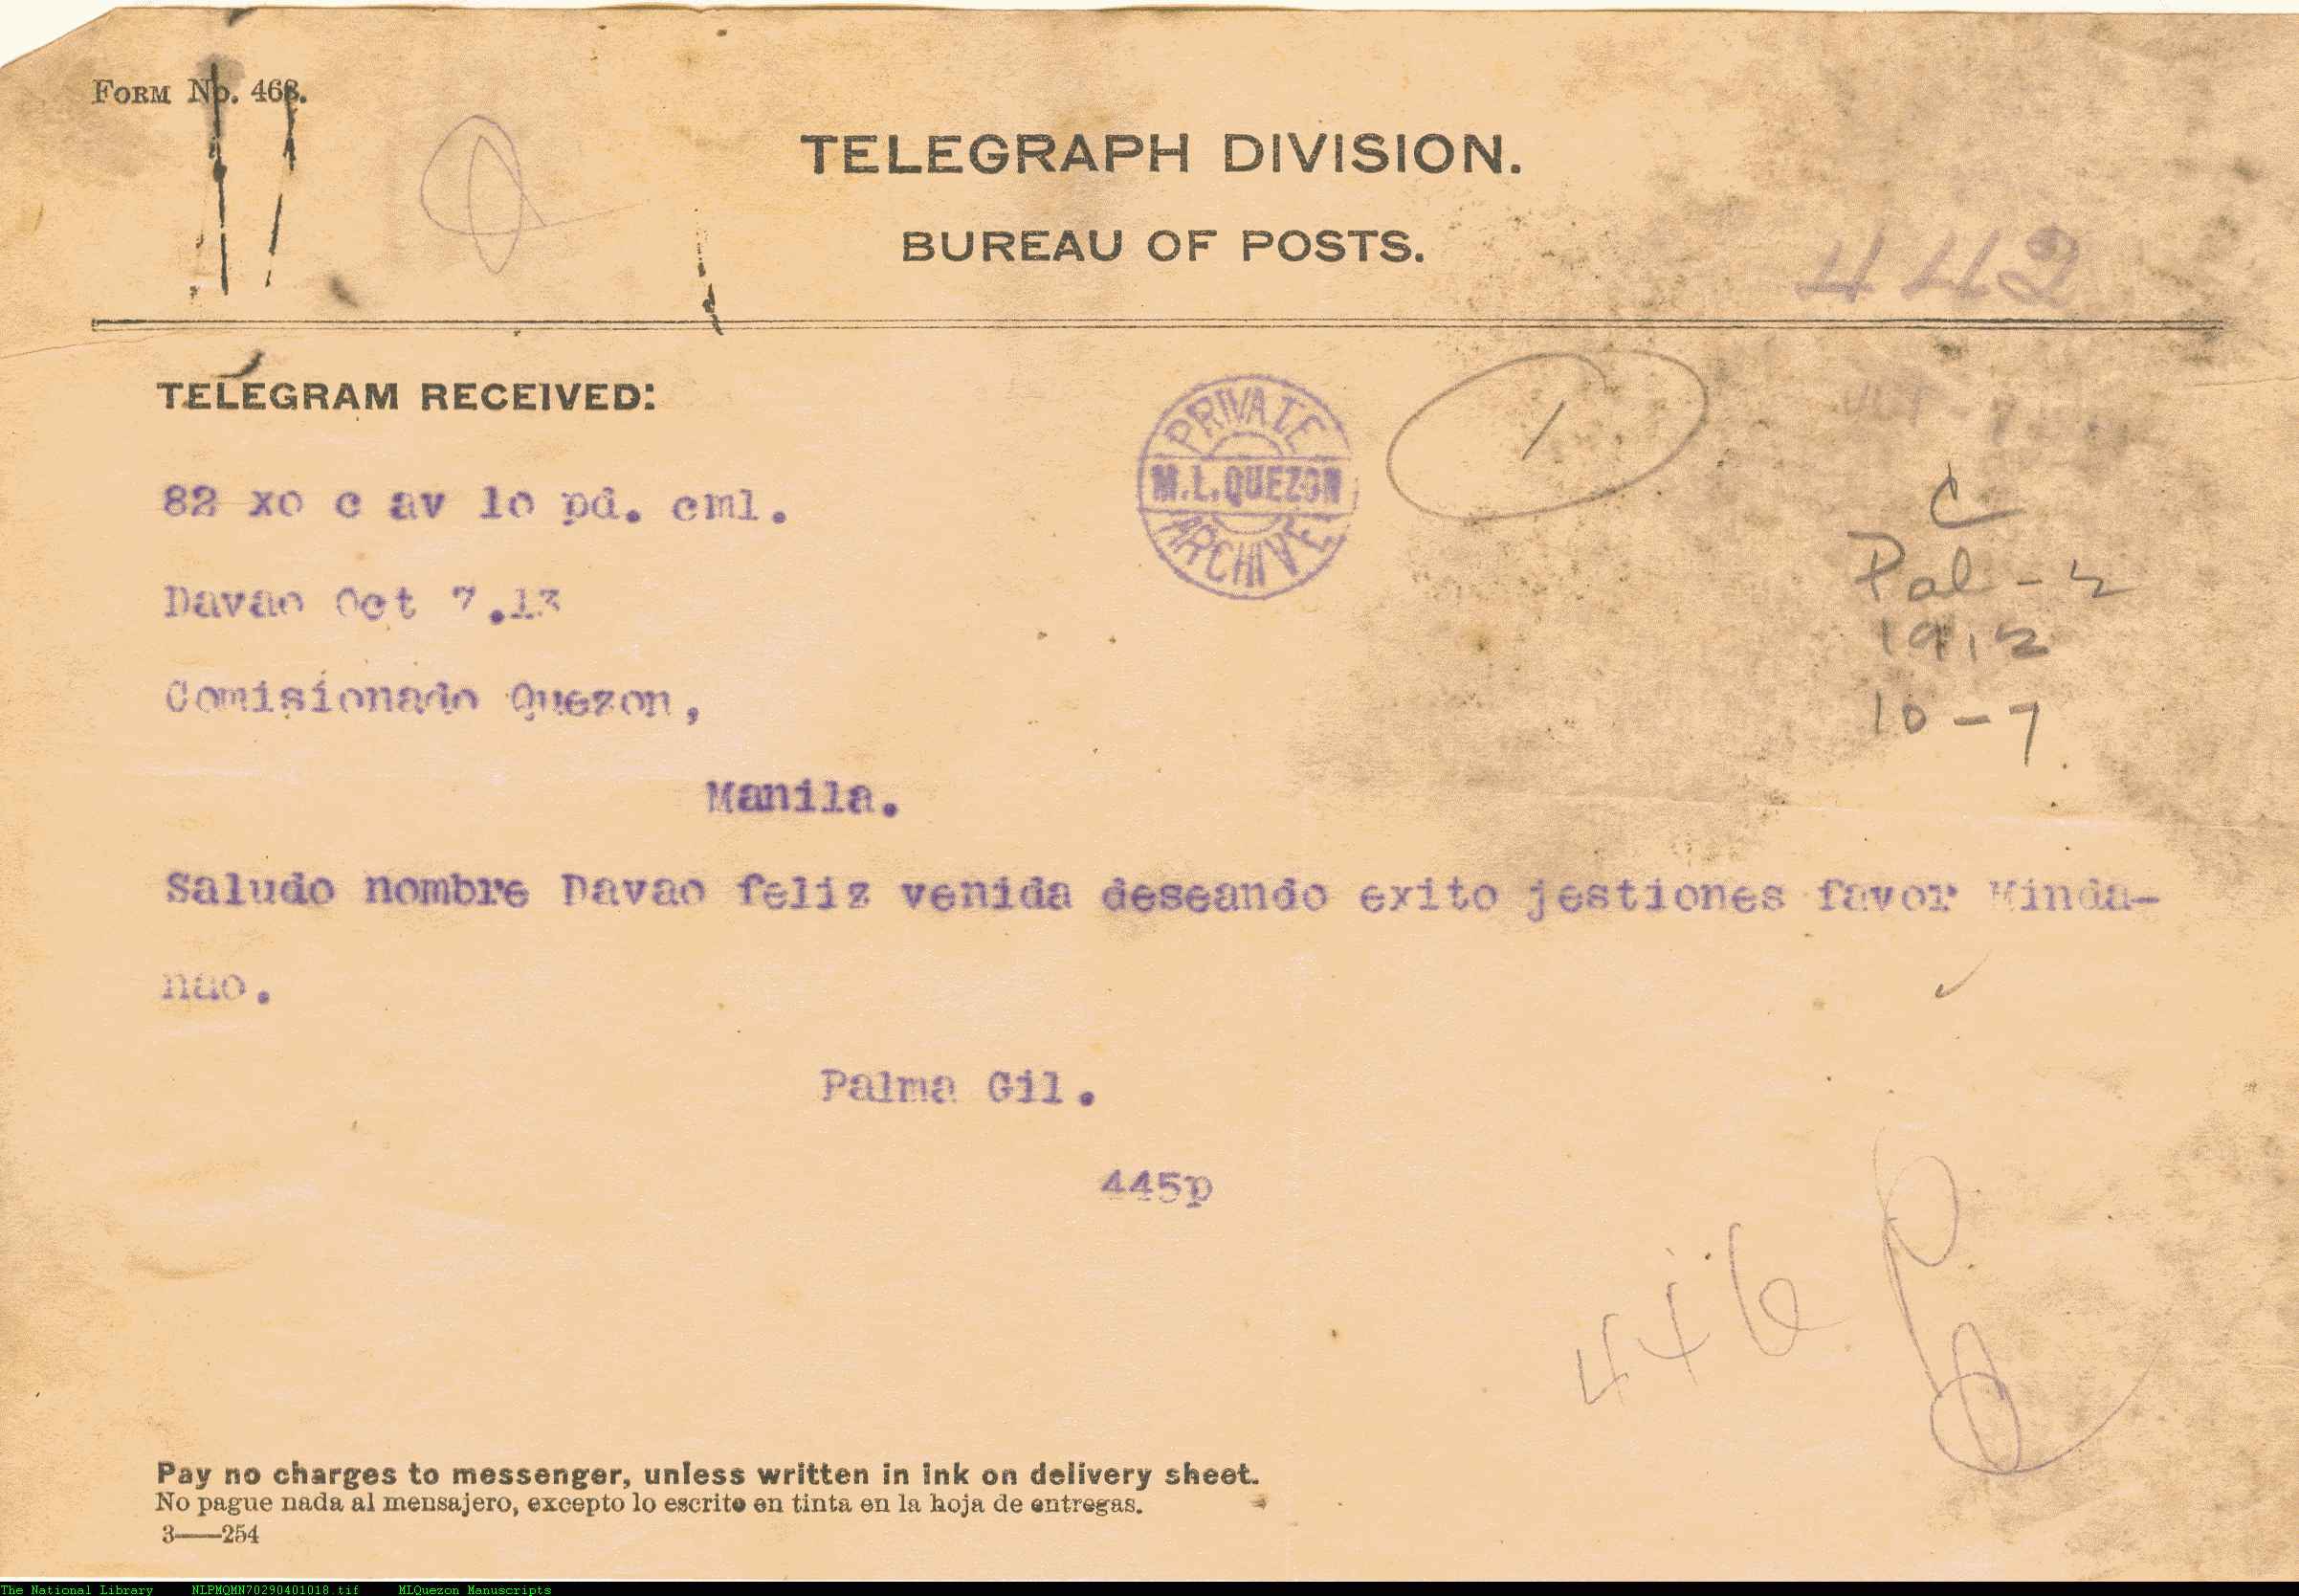 FORM No. 468.
TELEGRAPH DIVISION.
BUREAU OF POSTS.
442
TELEGRAM RECEIVED:
PRIVATE
M.L.QUEZON
ARCHIVE
1
82 xo c av lo pd. cml.
C
Pal - 2
Davao Oct 7.13
1912
Comisionado Quezon,
10-7
Manila.
Saludo nombre Davao feliz venida deseando exito jestiones favor Minda-
nao.
Palma Gil.
445p
446 P
Pay no charges to messenger, unless written in ink on delivery sheet.
No pague nada al mensajero, excepto lo escrito en tinta en la hoja de entregas.
3—254
The National Library NLPMQMN70290401018.tif MLQuezon Manuscripts